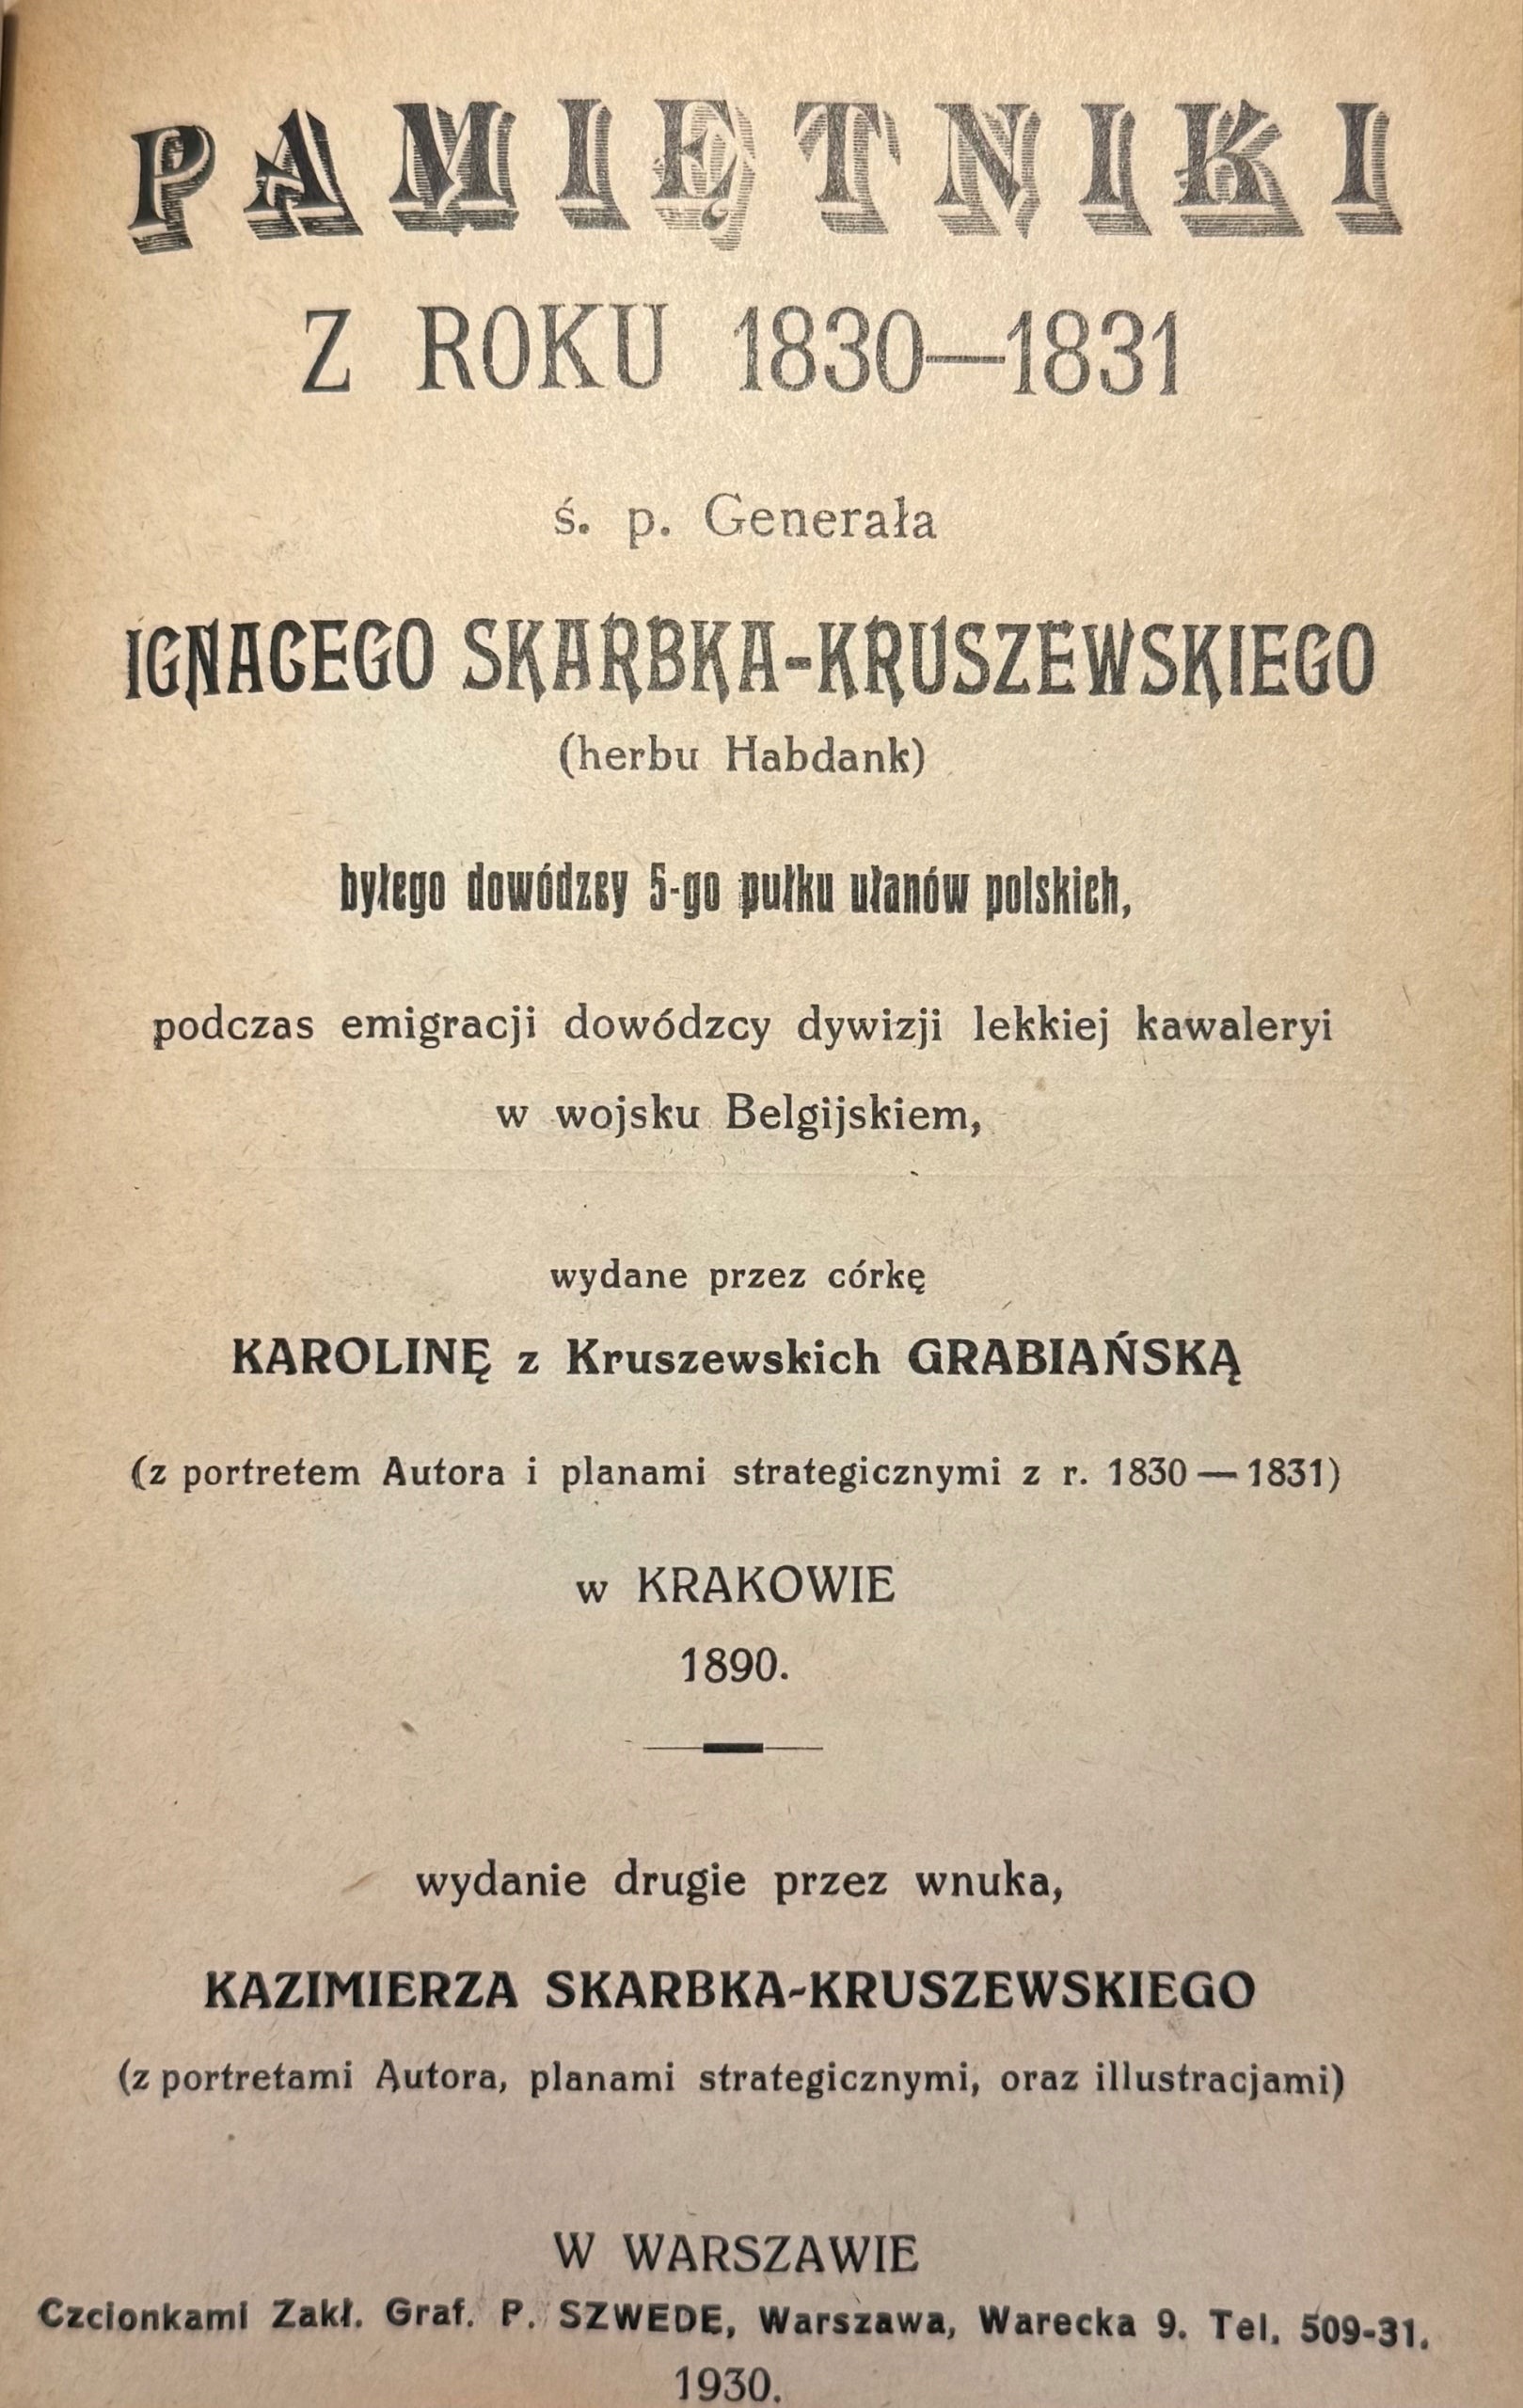 PAMIĘTNIKI
Z ROKU 1830—1831
ś. p. Generała
IGNACEGO SKARBKA-KRUSZEWSKIEGO
(herbu Habdank)
byłego dowódzcy 5-go pułku ułanów polskich,
podczas emigracji dowódzcy dywizji lekkiej kawaleryi
w wojsku Belgijskiem,
wydane przez córkę
KAROLINĘ z Kruszewskich GRABIAŃSKĄ
(z portretem Autora i planami strategicznymi z r. 1830 — 1831)
w KRAKOWIE
1890.
wydanie drugie przez wnuka,
KAZIMIERZA SKARBKA-KRUSZEWSKIEGO
(z portretami Autora, planami strategicznymi, oraz illustracjami)
W WARSZAWIE
Czcionkami Zakł. Graf. P. SZWEDE, Warszawa, Warecka 9. Tel. 509-31.
1930.